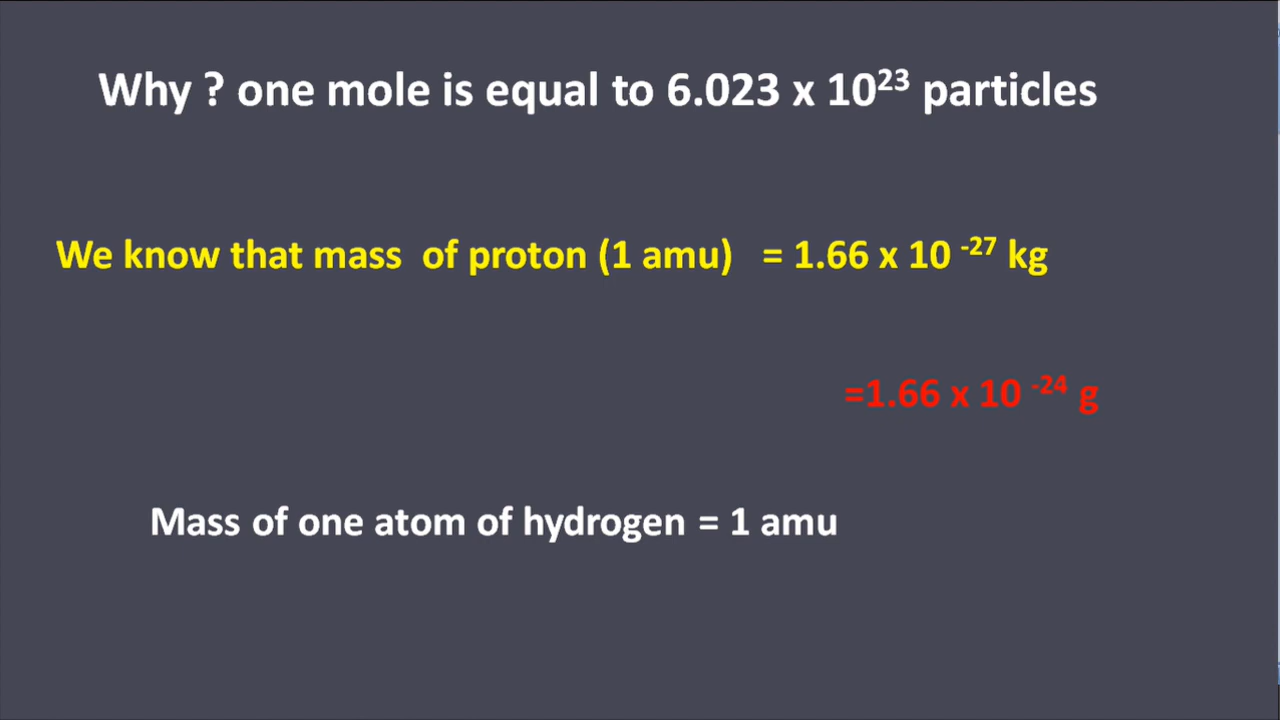 Why ? one mole is equal to 6.023 x 10²³ particles
We know that mass of proton (1 amu) = 1.66 x 10 ⁻²⁷ kg
=1.66 x 10 ⁻²⁴ g
Mass of one atom of hydrogen = 1 amu